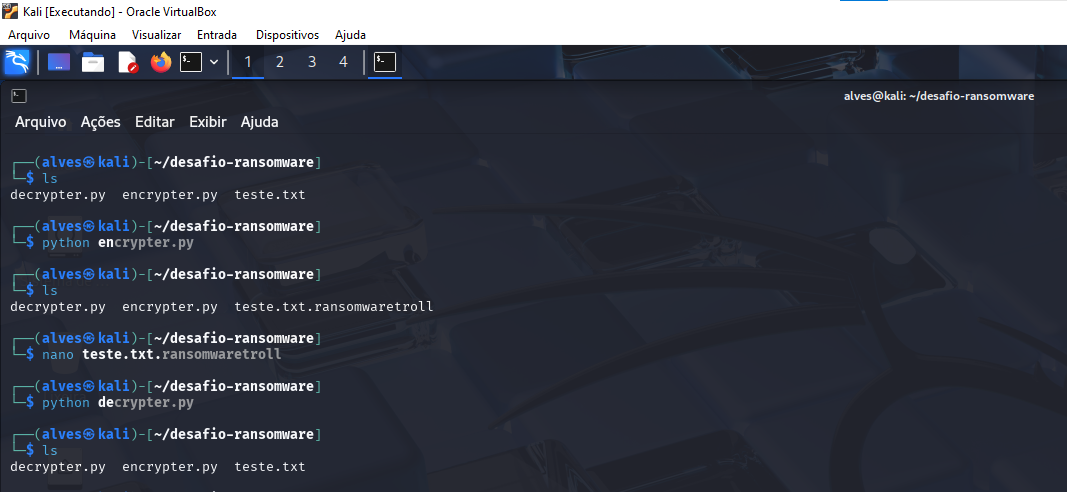 Kali [Executando] - Oracle VirtualBox
Arquivo Máquina Visualizar Entrada Dispositivos Ajuda
1 2 3 4
alves@kali: ~/desafio-ransomware
Arquivo Ações Editar Exibir Ajuda
┌──(alves㉿kali)-[~/desafio-ransomware]
└─$ ls
decrypter.py encrypter.py teste.txt
┌──(alves㉿kali)-[~/desafio-ransomware]
└─$ python encrypter.py
┌──(alves㉿kali)-[~/desafio-ransomware]
└─$ ls
decrypter.py encrypter.py teste.txt.ransomwaretroll
┌──(alves㉿kali)-[~/desafio-ransomware]
└─$ nano teste.txt.ransomwaretroll
┌──(alves㉿kali)-[~/desafio-ransomware]
└─$ python decrypter.py
┌──(alves㉿kali)-[~/desafio-ransomware]
└─$ ls
decrypter.py encrypter.py teste.txt